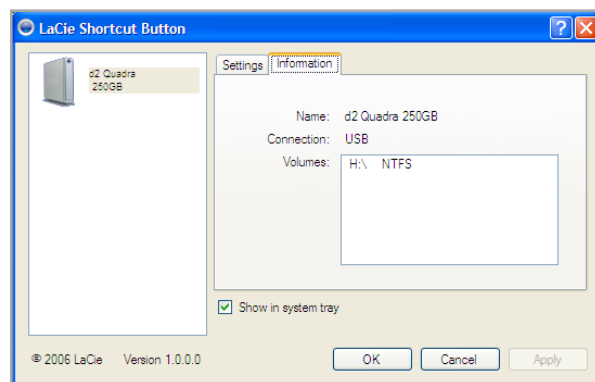 LaCie Shortcut Button
d2 Quadra
250GB
Settings Information
Name: d2 Quadra 250GB
Connection: USB
Volumes: H:\ NTFS
Show in system tray
® 2006 LaCie Version 1.0.0.0
OK Cancel Apply